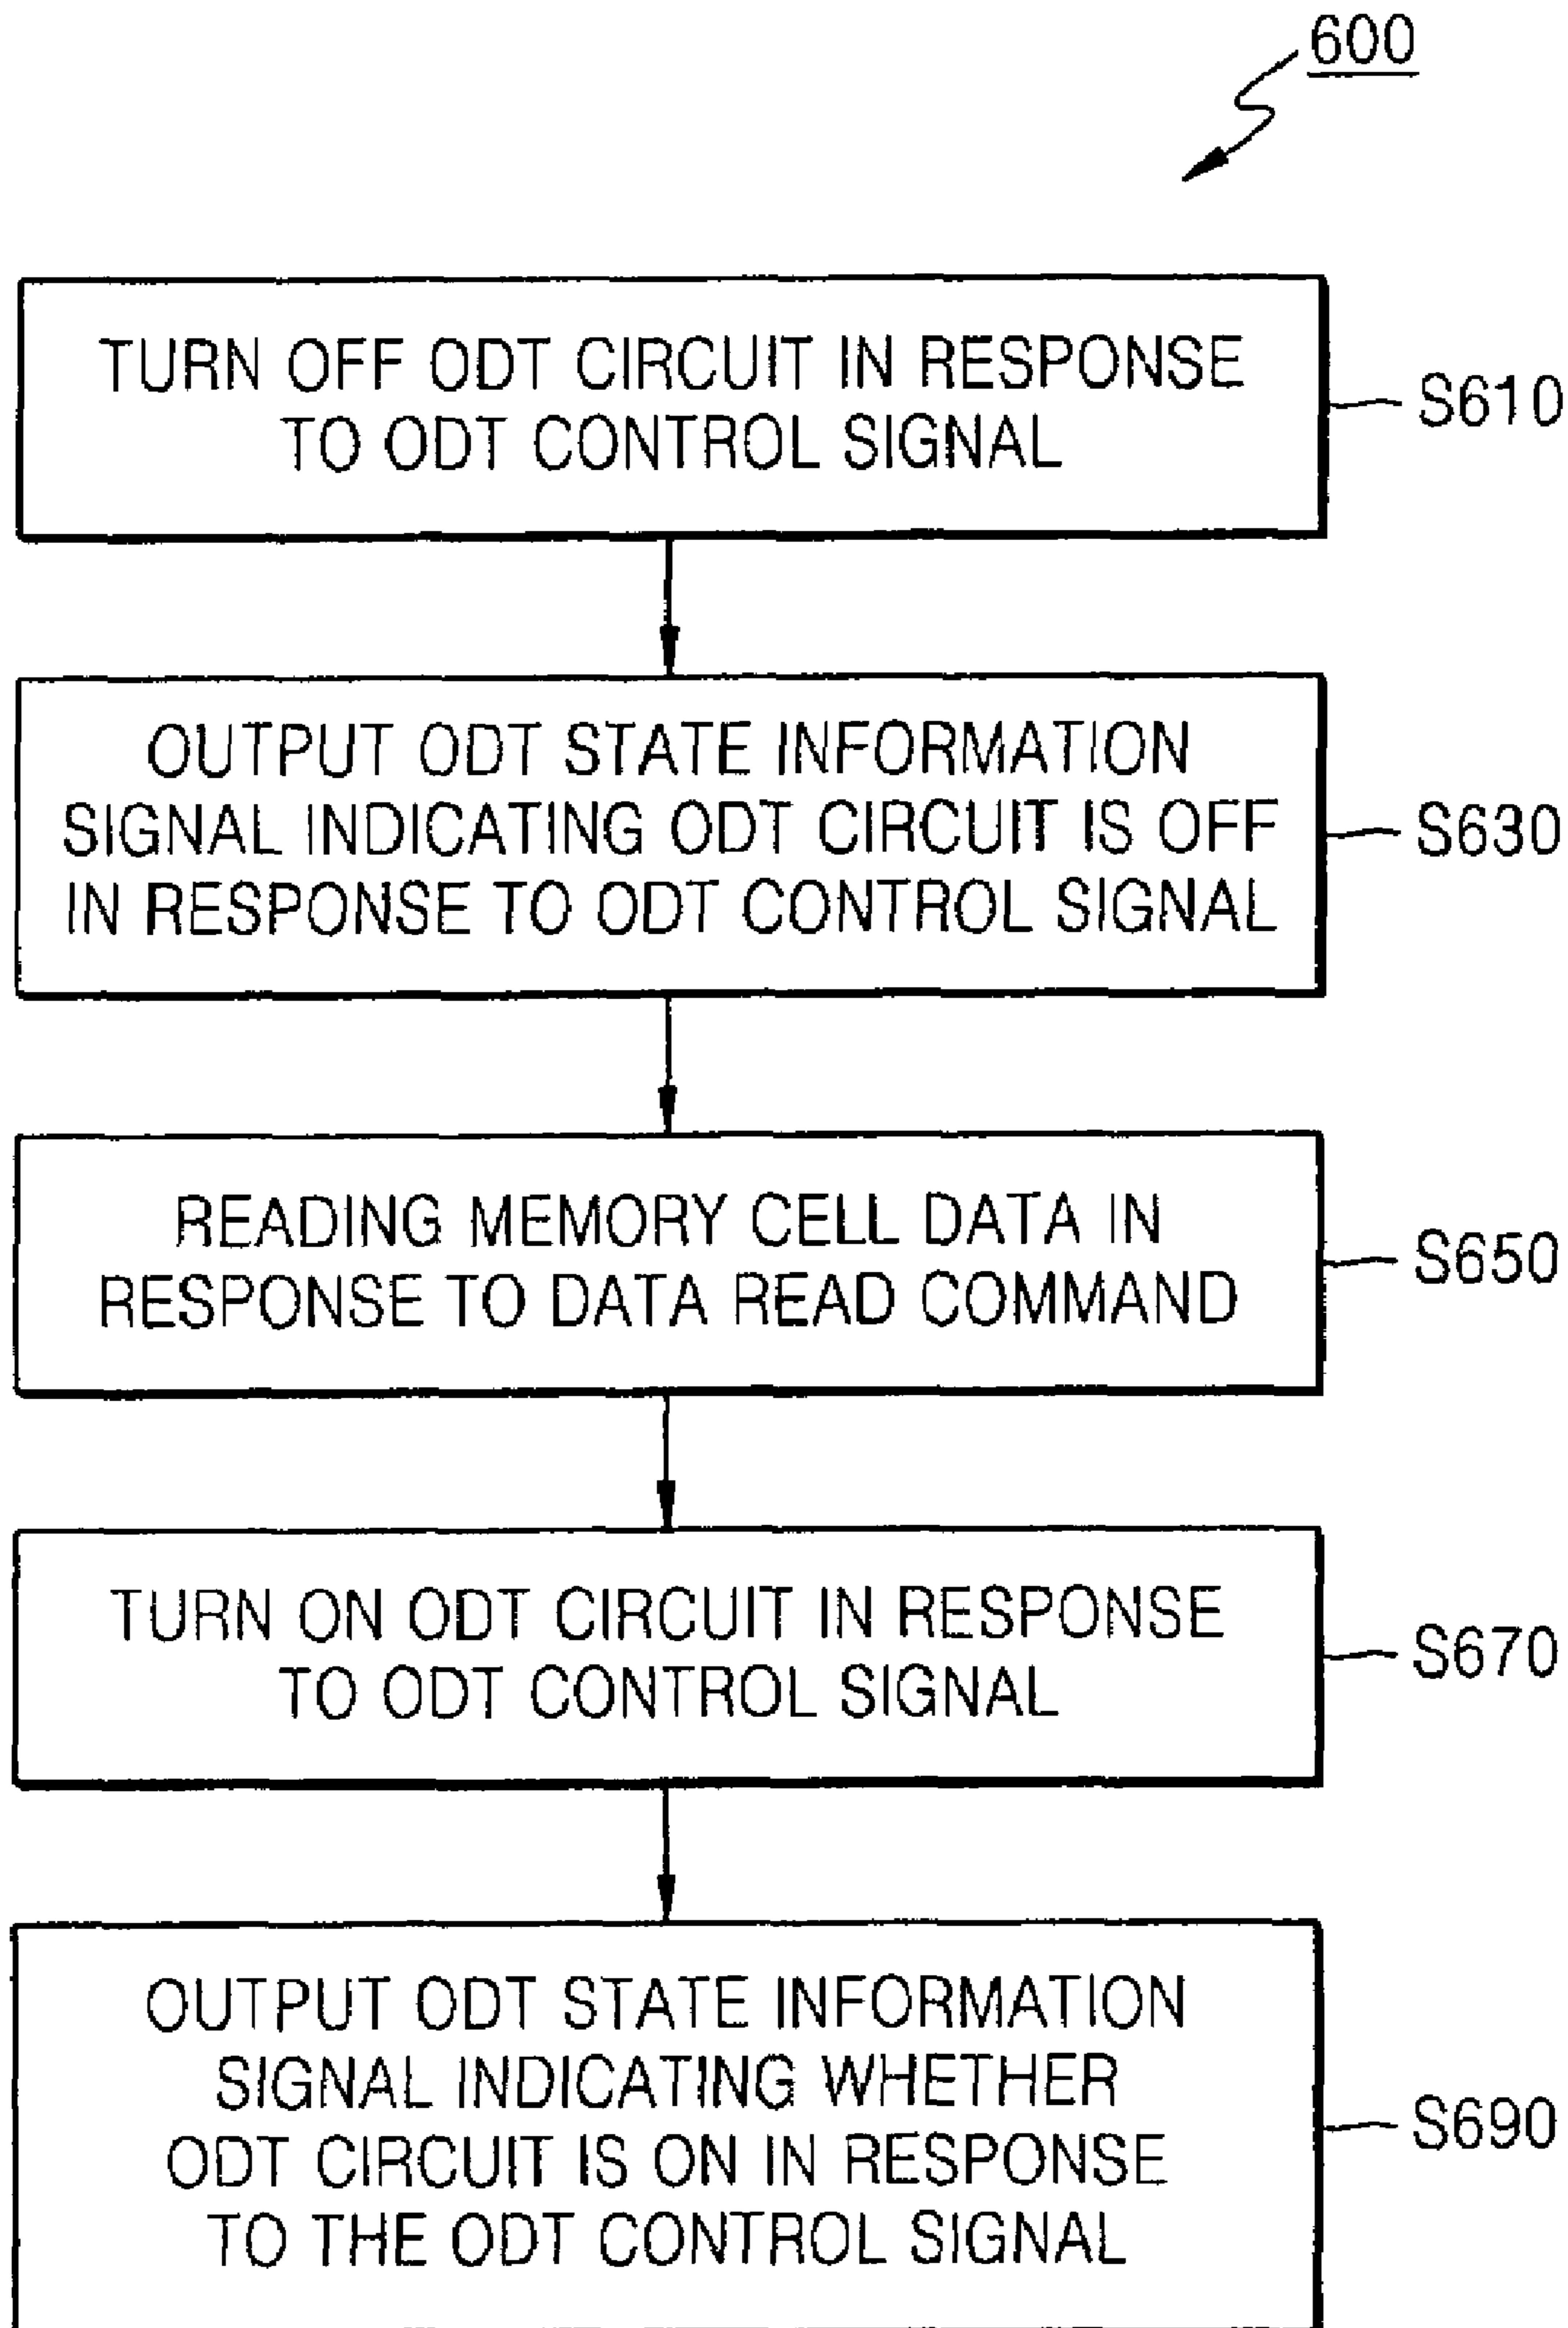 600
TURN OFF ODT CIRCUIT IN RESPONSE
TO ODT CONTROL SIGNAL
S610
OUTPUT ODT STATE INFORMATION
SIGNAL INDICATING ODT CIRCUIT IS OFF
IN RESPONSE TO ODT CONTROL SIGNAL
S630
READING MEMORY CELL DATA IN
RESPONSE TO DATA READ COMMAND
S650
TURN ON ODT CIRCUIT IN RESPONSE
TO ODT CONTROL SIGNAL
S670
OUTPUT ODT STATE INFORMATION
SIGNAL INDICATING WHETHER
ODT CIRCUIT IS ON IN RESPONSE
TO THE ODT CONTROL SIGNAL
S690